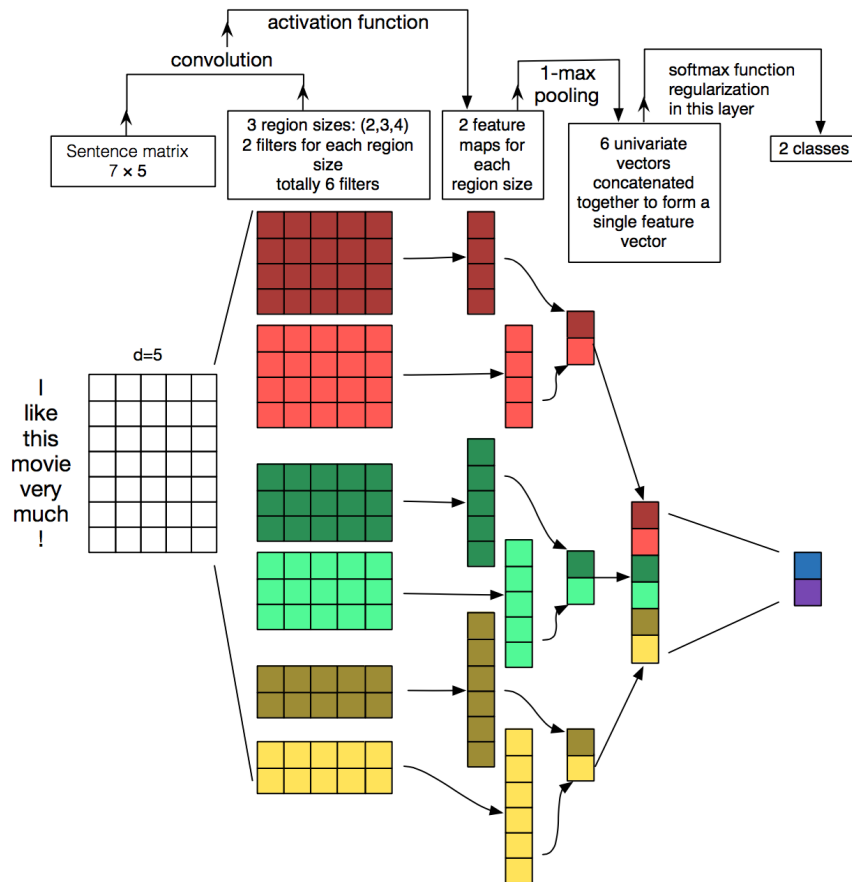 activation function
convolution
1-max
pooling
softmax function
regularization
in this layer
Sentence matrix
7 × 5
3 region sizes: (2,3,4)
2 filters for each region
size
totally 6 filters
2 feature
maps for
each
region size
6 univariate
vectors
concatenated
together to form a
single feature
vector
2 classes
d=5
I
like
this
movie
very
much
!